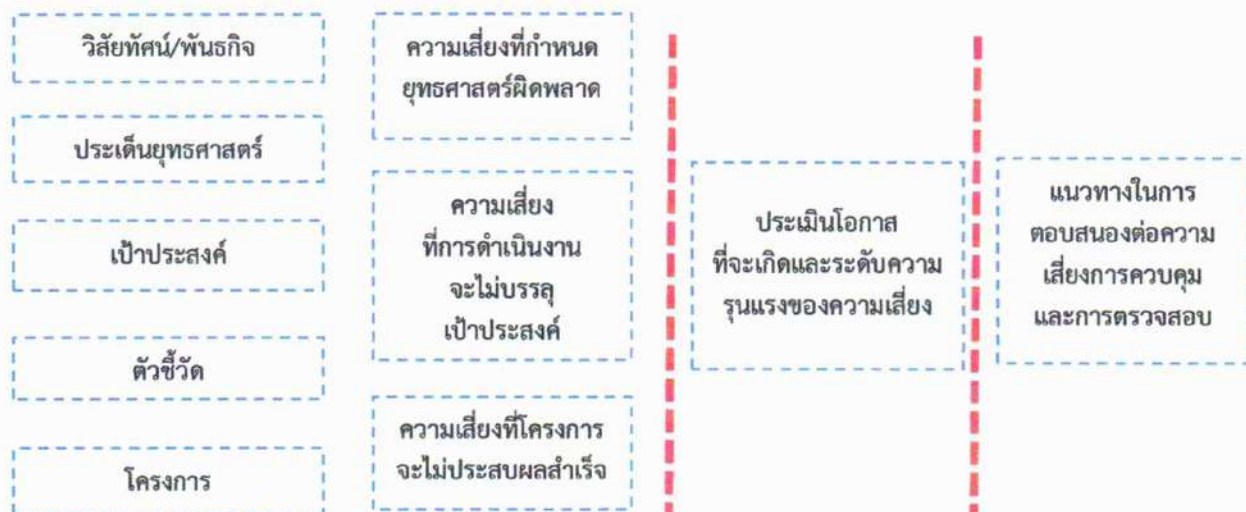 วิสัยทัศน์/พันธกิจ
ประเด็นยุทธศาสตร์
เป้าประสงค์
ตัวชี้วัด
โครงการ
ความเสี่ยงที่กำหนด
ยุทธศาสตร์ผิดพลาด
ความเสี่ยง
ที่การดำเนินงาน
จะไม่บรรลุ
เป้าประสงค์
ความเสี่ยงที่โครงการ
จะไม่ประสบผลสำเร็จ
ประเมินโอกาส
ที่จะเกิดและระดับความ
รุนแรงของความเสี่ยง
แนวทางในการ
ตอบสนองต่อความ
เสี่ยงการควบคุม
และการตรวจสอบ